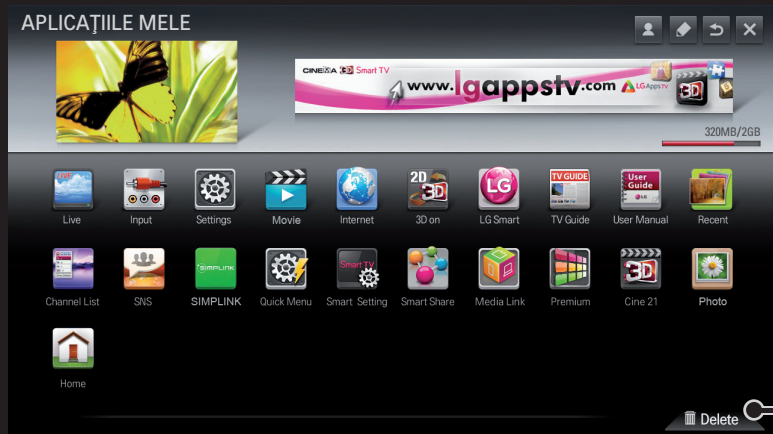 APLICAŢIILE MELE
CINEMA 3D Smart TV
www.lgappstv.com LG Apps TV
3D
320MB/2GB
LIVE
2D
3D
LG
TV GUIDE
User
Guide
LG
Live Input Settings Movie Internet 3D on LG Smart TV Guide User Manual Recent
SIMPLINK
Smart TV
3D
Channel List SNS SIMPLINK Quick Menu Smart Setting Smart Share Media Link Premium Cine 21 Photo
Home
Delete